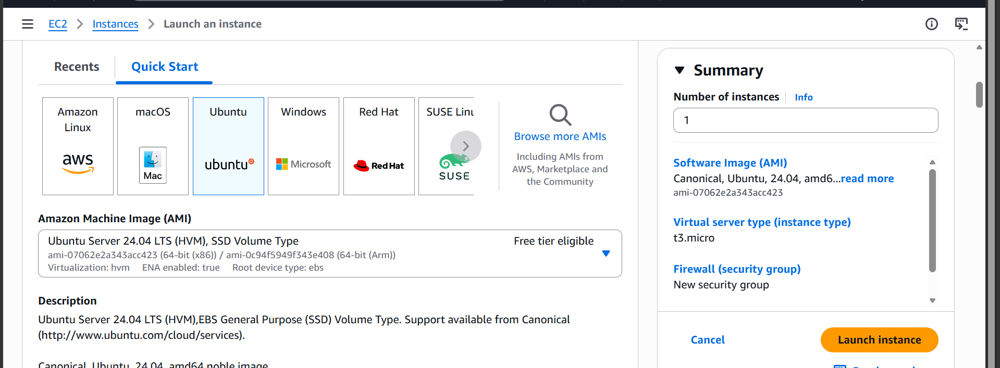 EC2 > Instances > Launch an instance
Recents
Quick Start
Amazon
Linux
aws
macOS
Mac
Ubuntu
ubuntu
Windows
Microsoft
Red Hat
Red Hat
SUSE Linu
SUSE
Browse more AMIs
Including AMIs from
AWS, Marketplace and
the Community
Amazon Machine Image (AMI)
Ubuntu Server 24.04 LTS (HVM), SSD Volume Type
Free tier eligible
ami-07062e2a343acc423 (64-bit (x86)) / ami-0c94f5949f343e408 (64-bit (Arm))
Virtualization: hvm ENA enabled: true Root device type: ebs
Description
Ubuntu Server 24.04 LTS (HVM),EBS General Purpose (SSD) Volume Type. Support available from Canonical
(http://www.ubuntu.com/cloud/services).
Canonical, Ubuntu, 24.04, amd64 noble image
Summary
Number of instances
Info
1
Software Image (AMI)
Canonical, Ubuntu, 24.04, amd6...read more
ami-07062e2a343acc423
Virtual server type (instance type)
t3.micro
Firewall (security group)
New security group
Cancel
Launch instance